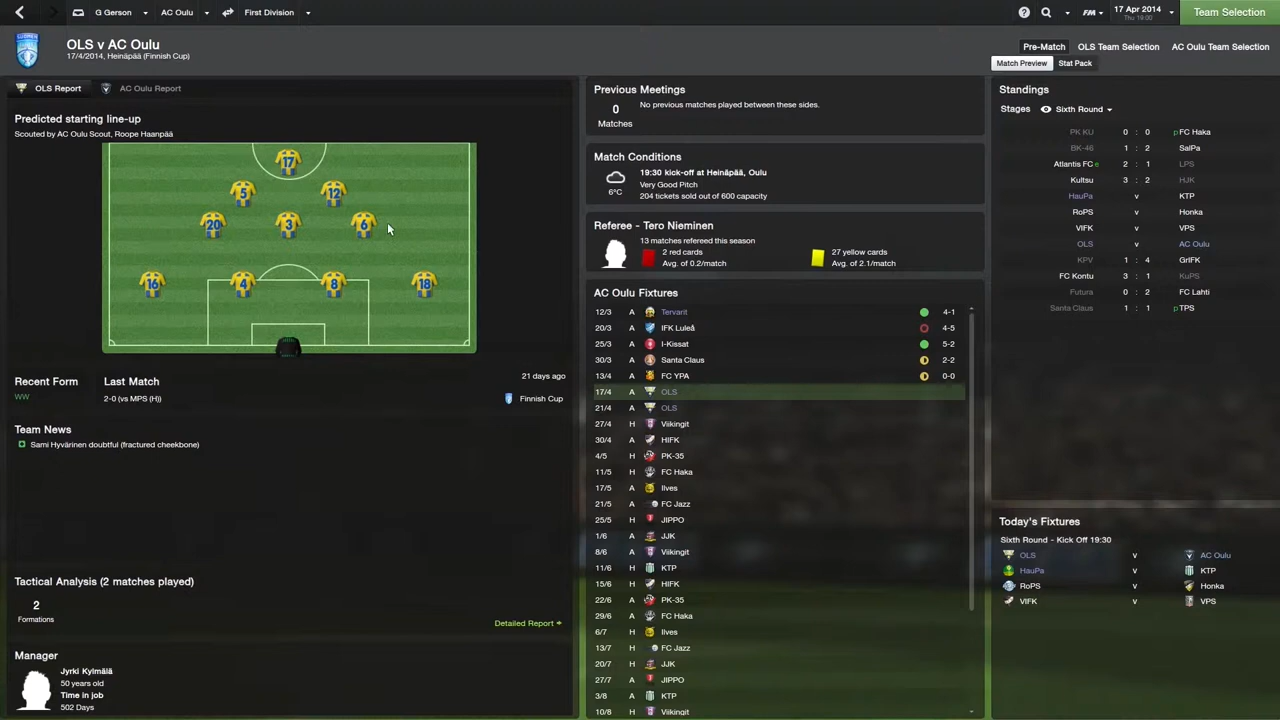 G Gerson
AC Oulu
First Division
FM
17 Apr 2014
Thu 19:00
Team Selection
OLS v AC Oulu
17/4/2014, Heinäpää (Finnish Cup)
Pre-Match
OLS Team Selection
AC Oulu Team Selection
Match Preview
Stat Pack
OLS Report
AC Oulu Report
Predicted starting line-up
Scouted by AC Oulu Scout, Roope Haanpää
17
5
12
20
3
6
16
4
8
18
Recent Form
Last Match
21 days ago
WW
2-0 (vs MPS (H))
Finnish Cup
Team News
Sami Hyvärinen doubtful (fractured cheekbone)
Tactical Analysis (2 matches played)
2
Formations
Detailed Report
Manager
Jyrki Kylmälä
50 years old
Time in job
502 Days
Previous Meetings
0
Matches
No previous matches played between these sides.
Match Conditions
6°C
19:30 kick-off at Heinäpää, Oulu
Very Good Pitch
204 tickets sold out of 600 capacity
Referee - Tero Nieminen
13 matches refereed this season
2 red cards
Avg. of 0.2/match
27 yellow cards
Avg. of 2.1/match
AC Oulu Fixtures
12/3 A Tervarit 4-1
20/3 A IFK Luleå 4-5
25/3 A I-Kissat 5-2
30/3 A Santa Claus 2-2
13/4 A FC YPA 0-0
17/4 A OLS
21/4 A OLS
27/4 H Viikingit
30/4 A HIFK
4/5 H PK-35
11/5 H FC Haka
17/5 A Ilves
21/5 A FC Jazz
25/5 H JIPPO
1/6 A JJK
8/6 A Viikingit
11/6 H KTP
15/6 H HIFK
22/6 A PK-35
29/6 A FC Haka
6/7 H Ilves
13/7 H FC Jazz
20/7 H JJK
27/7 A JIPPO
3/8 A KTP
10/8 H Viikingit
Standings
Stages
Sixth Round
PK KU 0 : 0 p FC Haka
BK-46 1 : 2 SalPa
Atlantis FC e 2 : 1 LPS
Kultsu 3 : 2 HJK
HauPa v KTP
RoPS v Honka
VIFK v VPS
OLS v AC Oulu
KPV 1 : 4 GrIFK
FC Kontu 3 : 1 KuPS
Futura 0 : 2 FC Lahti
Santa Claus 1 : 1 p TPS
Today's Fixtures
Sixth Round - Kick Off 19:30
OLS v AC Oulu
HauPa v KTP
RoPS v Honka
VIFK v VPS